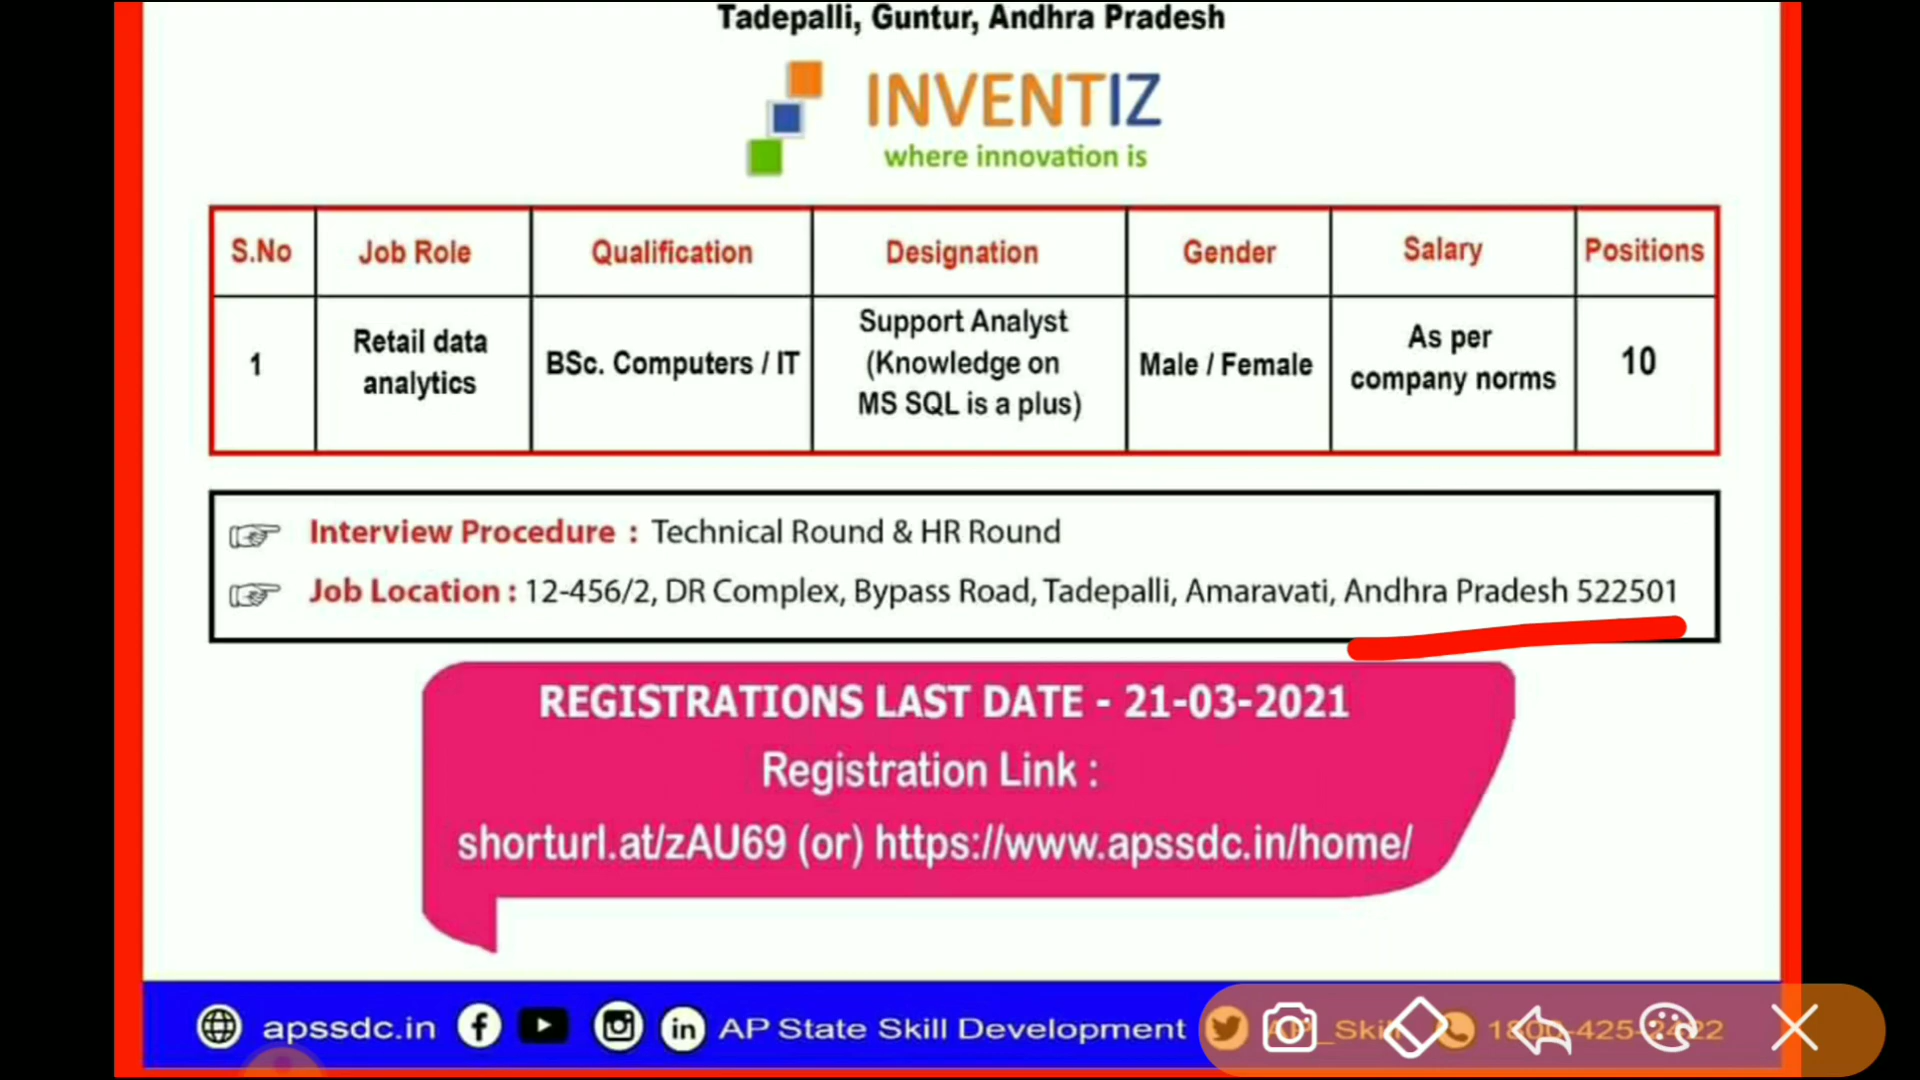 Tadepalli, Guntur, Andhra Pradesh
INVENTIZ
where innovation is
S.No Job Role Qualification Designation Gender Salary Positions
1 Retail data analytics BSc. Computers / IT Support Analyst (Knowledge on MS SQL is a plus) Male / Female As per company norms 10
Interview Procedure : Technical Round & HR Round
Job Location : 12-456/2, DR Complex, Bypass Road, Tadepalli, Amaravati, Andhra Pradesh 522501
REGISTRATIONS LAST DATE - 21-03-2021
Registration Link :
shorturl.at/zAU69 (or) https://www.apssdc.in/home/
apssdc.in AP State Skill Development